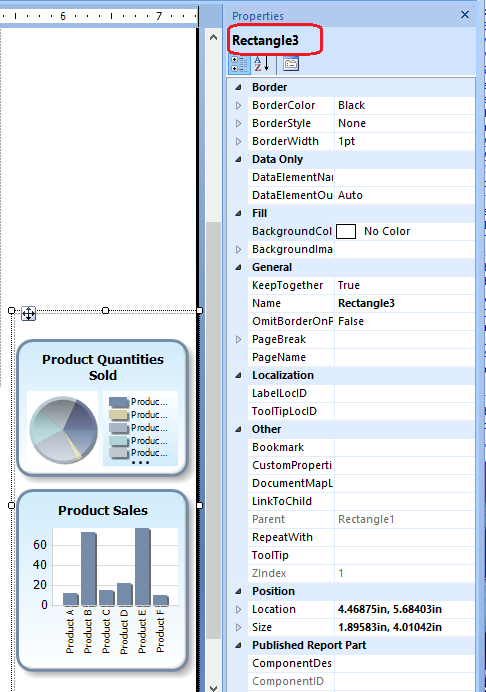 6 7
Product Quantities
Sold
Produc...
Produc...
Produc...
Produc...
Produc...
Product Sales
60
40
20
0
Product A
Product B
Product C
Product D
Product E
Product F
Properties
Rectangle3
Border
BorderColor Black
BorderStyle None
BorderWidth 1pt
Data Only
DataElementNa
DataElementOu Auto
Fill
BackgroundCol No Color
BackgroundIma
General
KeepTogether True
Name Rectangle3
OmitBorderOnP False
PageBreak
PageName
Localization
LabelLocID
ToolTipLocID
Other
Bookmark
CustomProperti
DocumentMapL
LinkToChild
Parent Rectangle1
RepeatWith
ToolTip
ZIndex 1
Position
Location 4.46875in, 5.68403in
Size 1.89583in, 4.01042in
Published Report Part
ComponentDes
ComponentID